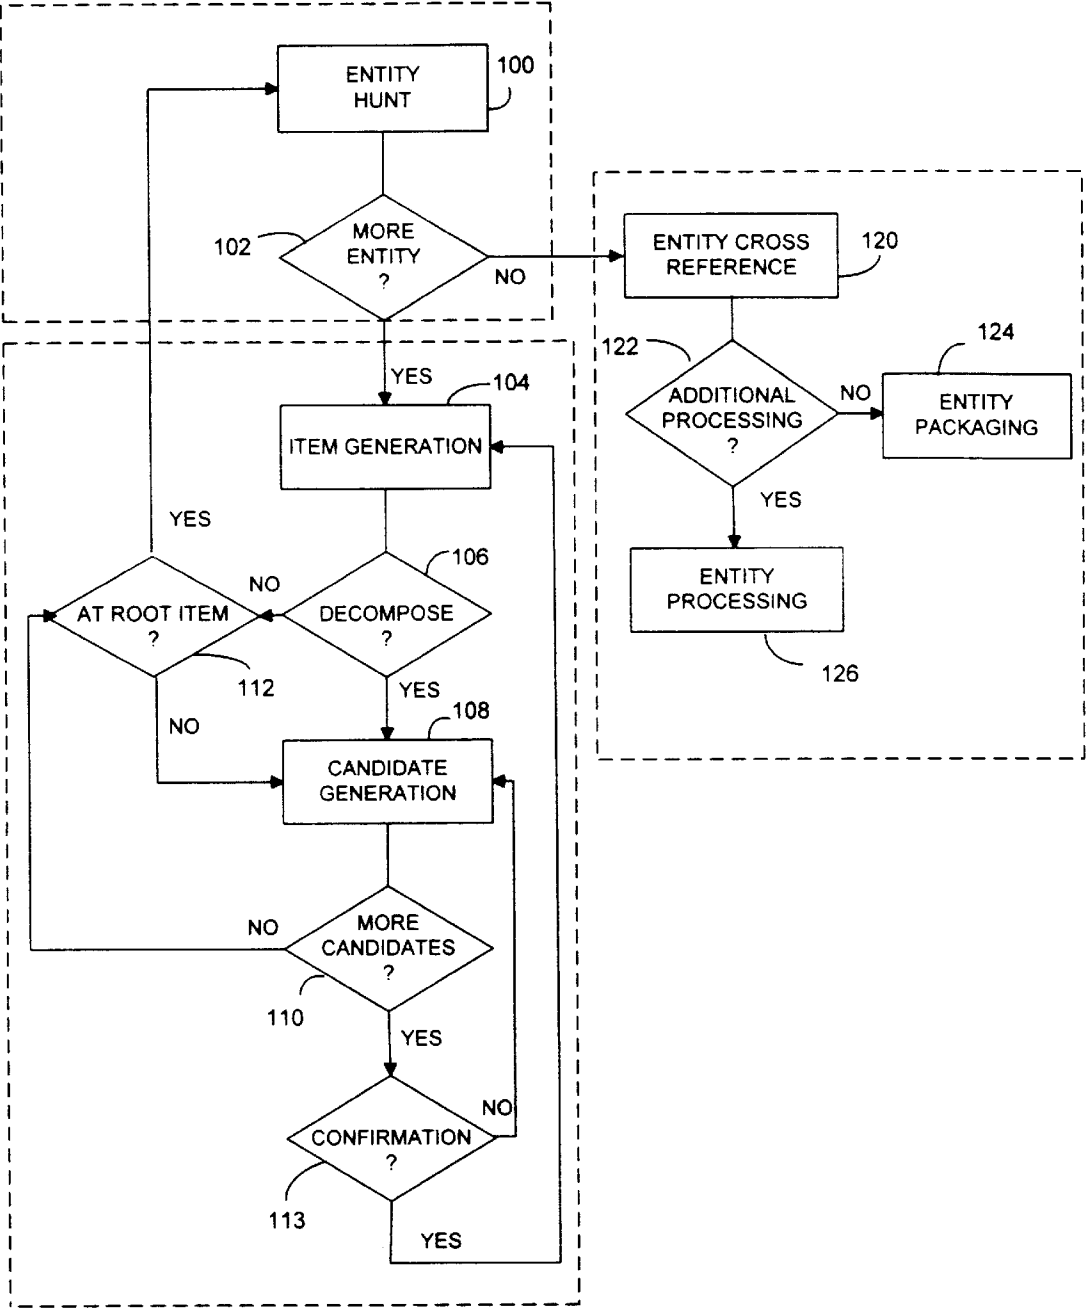 ENTITY
HUNT
100
MORE
ENTITY
?
102
NO
YES
ENTITY CROSS
REFERENCE
120
122
ADDITIONAL
PROCESSING
?
NO
124
ENTITY
PACKAGING
YES
ENTITY
PROCESSING
126
104
ITEM GENERATION
YES
106
NO
DECOMPOSE
?
AT ROOT ITEM
?
112
YES
NO
108
CANDIDATE
GENERATION
NO
MORE
CANDIDATES
?
110
YES
NO
CONFIRMATION
?
113
YES